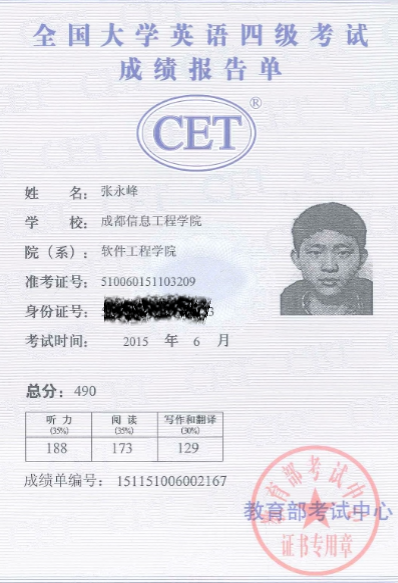 全国大学英语四级考试
成绩报告单
CET®
姓 名： 张永峰
学 校： 成都信息工程学院
院（系）： 软件工程学院
准考证号： 510060151103209
身份证号： 3
考试时间： 2015 年 6 月
总分： 490
听 力 阅 读 写作和翻译
(35%) (35%) (30%)
188 173 129
成绩单编号： 151151006002167
教育部考试中心
教育部考试中心
证书专用章